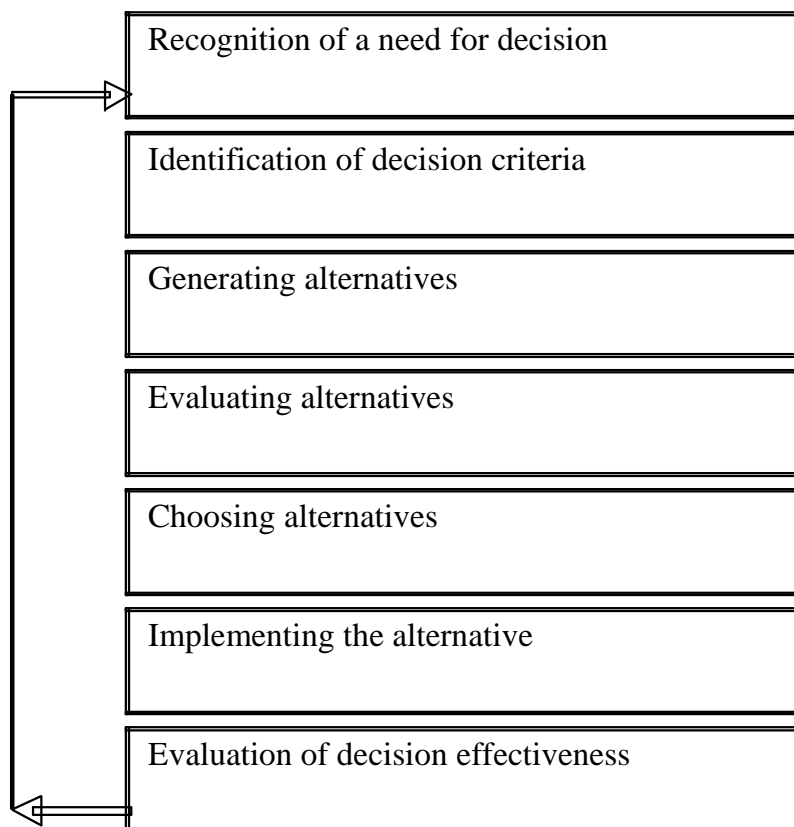 Recognition of a need for decision
Identification of decision criteria
Generating alternatives
Evaluating alternatives
Choosing alternatives
Implementing the alternative
Evaluation of decision effectiveness